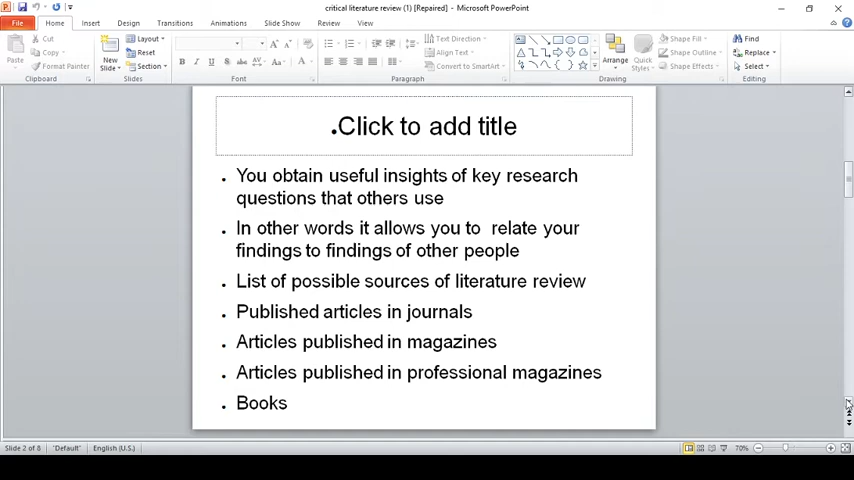 critical literature review (1) [Repaired] - Microsoft PowerPoint
File Home Insert Design Transitions Animations Slide Show Review View
Cut
Copy
Format Painter
Paste
Clipboard
New
Slide
Layout
Reset
Section
Slides
B I U S abc AV Aa A
Font
Paragraph
Text Direction
Align Text
Convert to SmartArt
Arrange
Quick
Styles
Shape Fill
Shape Outline
Shape Effects
Drawing
Find
Replace
Select
Editing
•Click to add title
• You obtain useful insights of key research
questions that others use
• In other words it allows you to relate your
findings to findings of other people
• List of possible sources of literature review
• Published articles in journals
• Articles published in magazines
• Articles published in professional magazines
• Books
Slide 2 of 8 "Default" English (U.S.) 70%